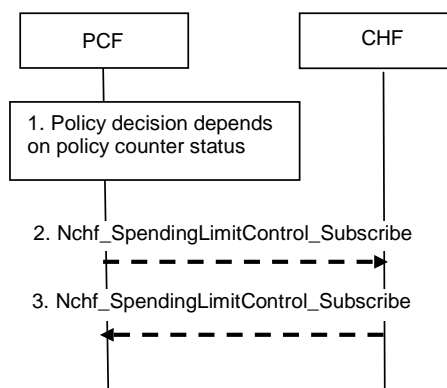 PCF
CHF
1. Policy decision depends
on policy counter status
2. Nchf_SpendingLimitControl_Subscribe
3. Nchf_SpendingLimitControl_Subscribe